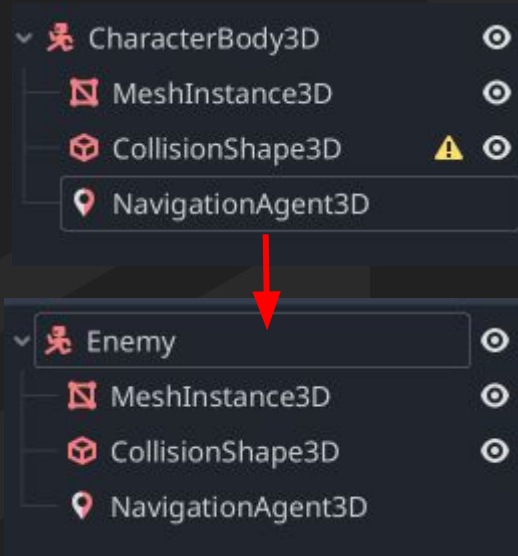 CharacterBody3D
MeshInstance3D
CollisionShape3D
NavigationAgent3D
Enemy
MeshInstance3D
CollisionShape3D
NavigationAgent3D